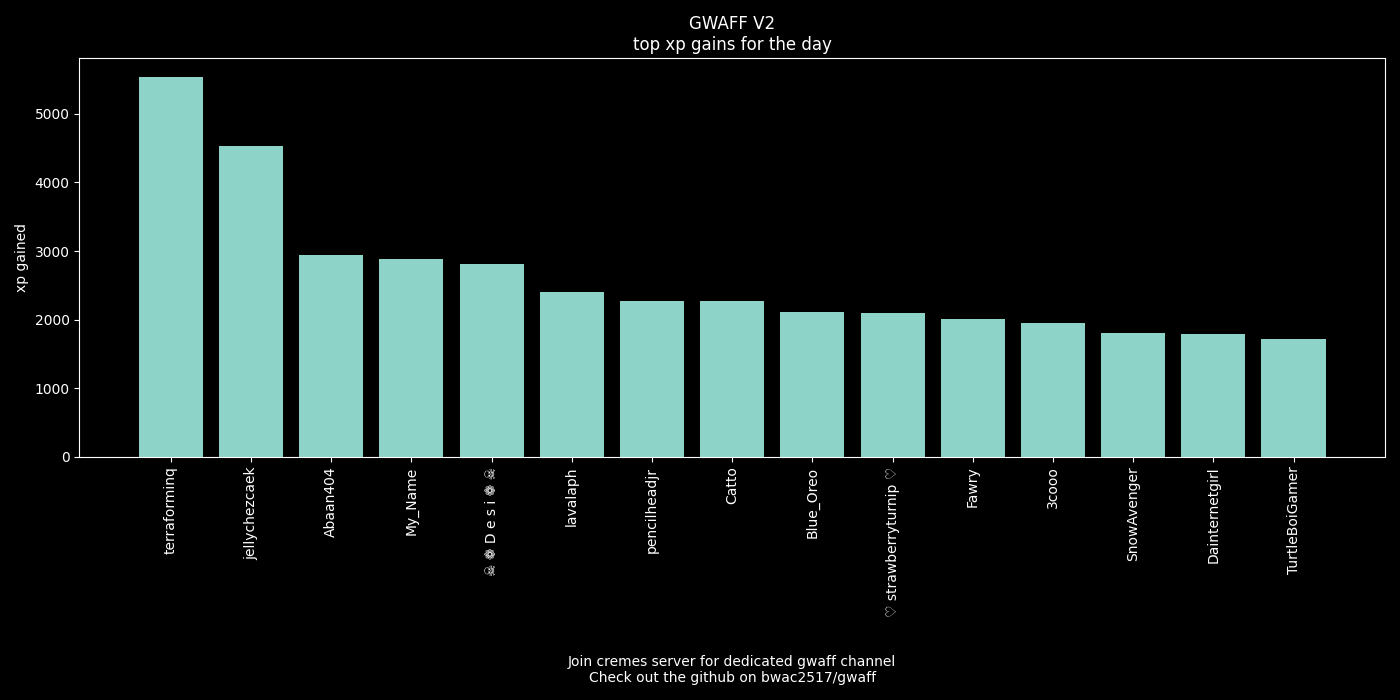 GWAFF V2
top xp gains for the day
xp gained
5000
4000
3000
2000
1000
0
terraforminq
jellychezcaek
Abaan404
My_Name
☠ ❁ D e s i ❁ ☠
lavalaph
pencilheadjr
Catto
Blue_Oreo
♡ strawberryturnip ♡
Fawry
3cooo
SnowAvenger
Dainternetgirl
TurtleBoiGamer
Join cremes server for dedicated gwaff channel
Check out the github on bwac2517/gwaff